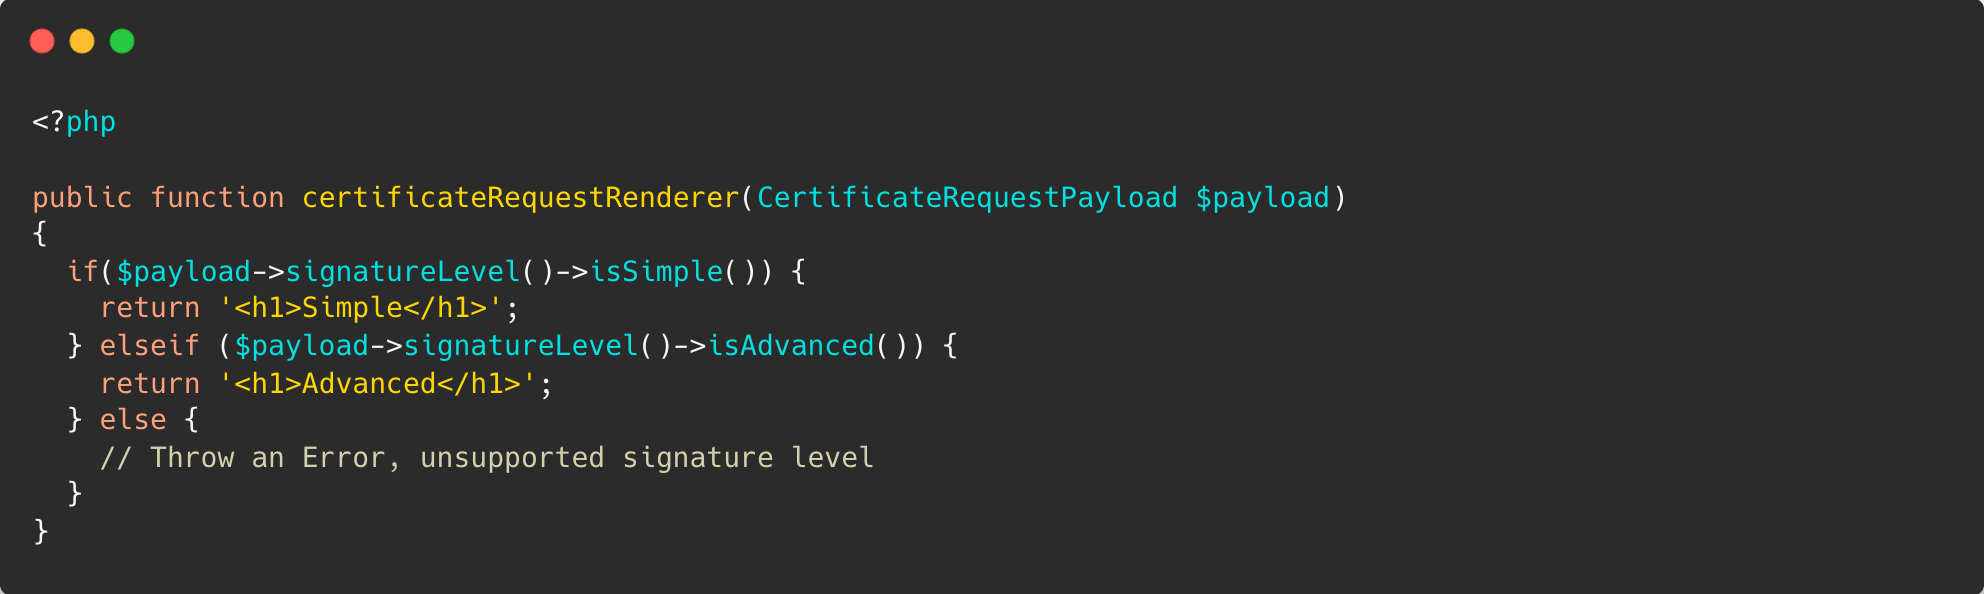 <?php
public function certificateRequestRenderer(CertificateRequestPayload $payload)
{
  if($payload->signatureLevel()->isSimple()) {
    return '<h1>Simple</h1>';
  } elseif ($payload->signatureLevel()->isAdvanced()) {
    return '<h1>Advanced</h1>';
  } else {
    // Throw an Error, unsupported signature level
  }
}